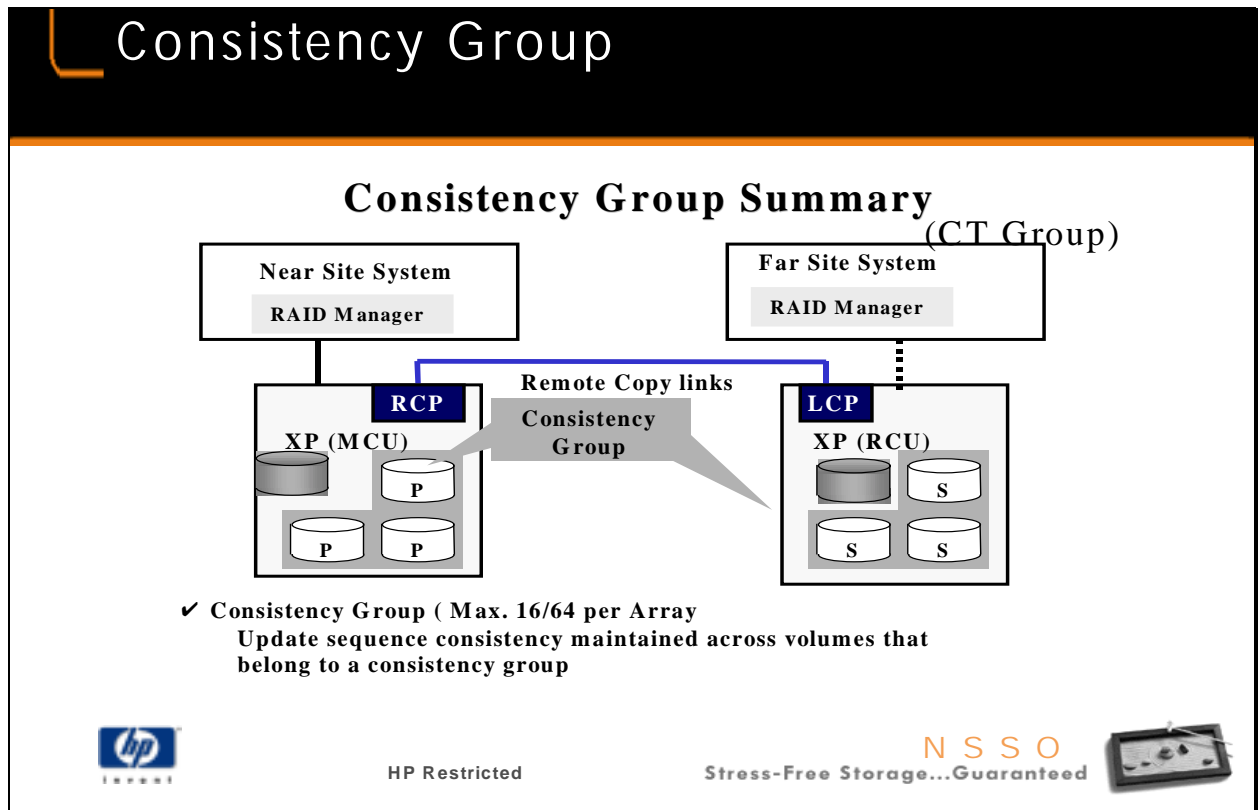 Consistency Group
Consistency Group Summary
(CT Group)
Near Site System
RAID Manager
Far Site System
RAID Manager
Remote Copy links
RCP
LCP
Consistency
Group
XP (MCU)
XP (RCU)
P
S
P
P
S
S
✔ Consistency Group ( Max. 16/64 per Array
Update sequence consistency maintained across volumes that
belong to a consistency group
hp
invent
HP Restricted
NSSO
Stress-Free Storage...Guaranteed